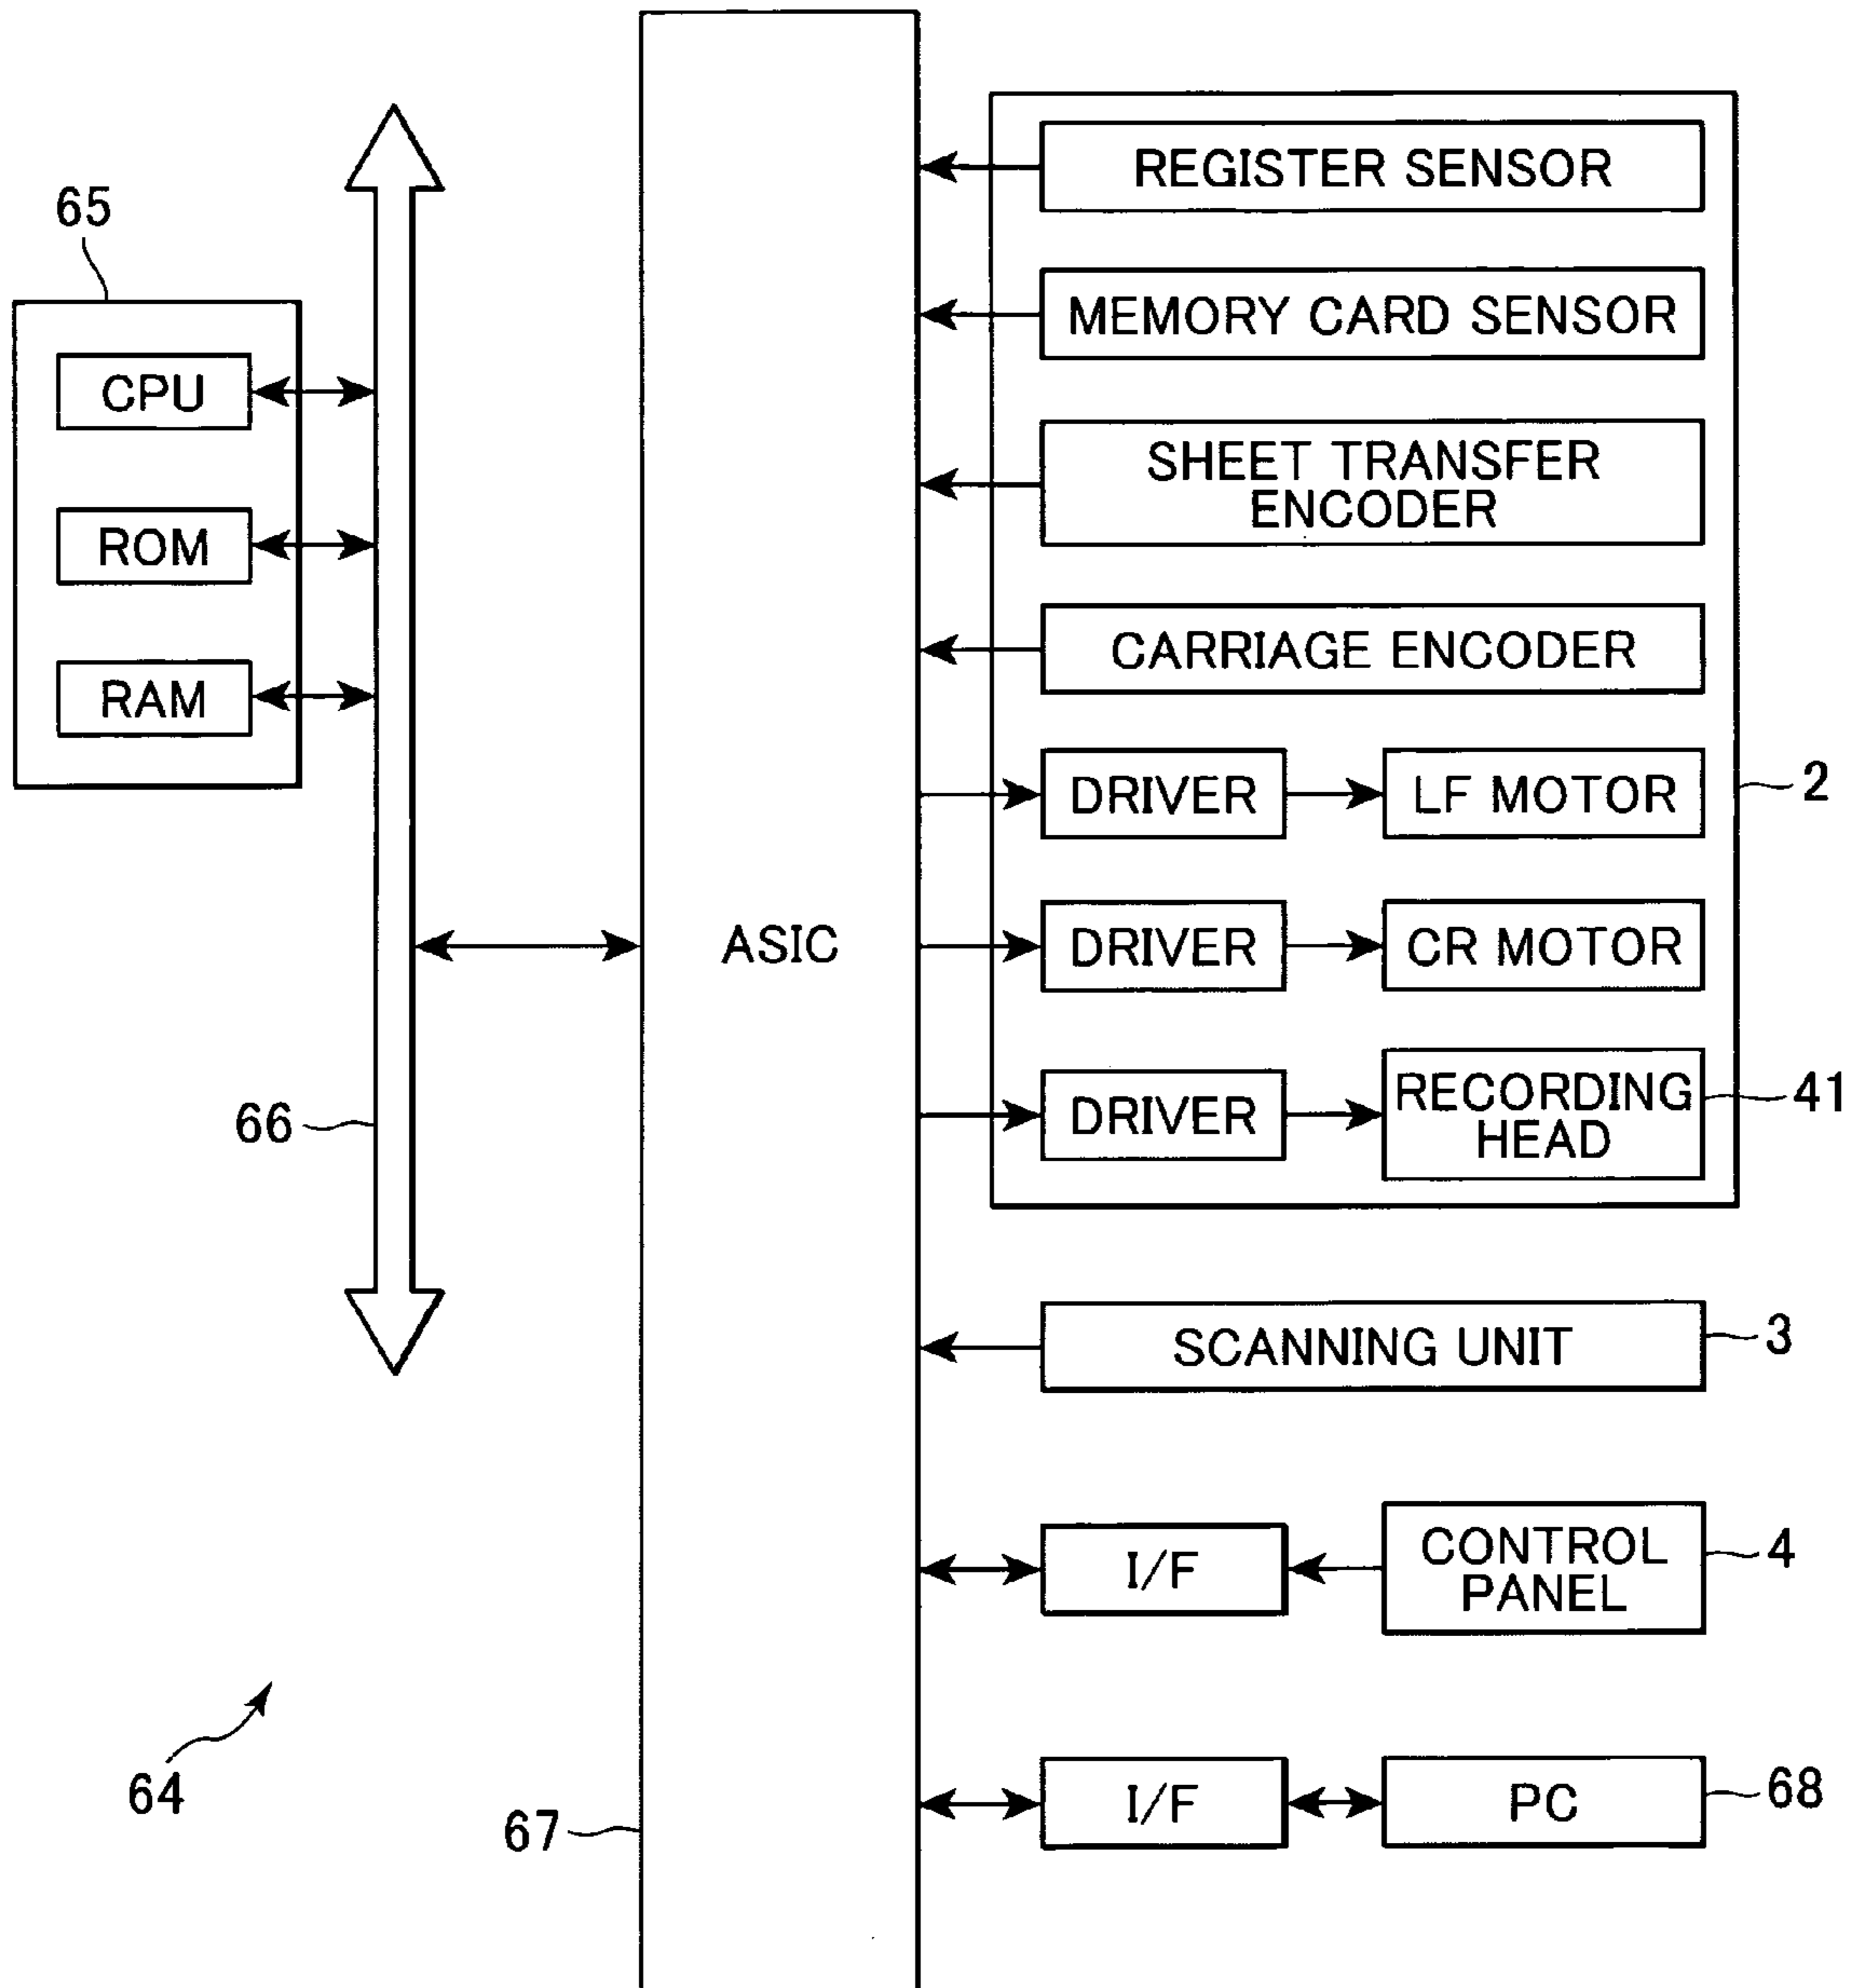 65
CPU
ROM
RAM
66
64
ASIC
67
REGISTER SENSOR
MEMORY CARD SENSOR
SHEET TRANSFER
ENCODER
CARRIAGE ENCODER
DRIVER
LF MOTOR
2
DRIVER
CR MOTOR
DRIVER
RECORDING
HEAD
41
SCANNING UNIT
3
I/F
CONTROL
PANEL
4
I/F
PC
68